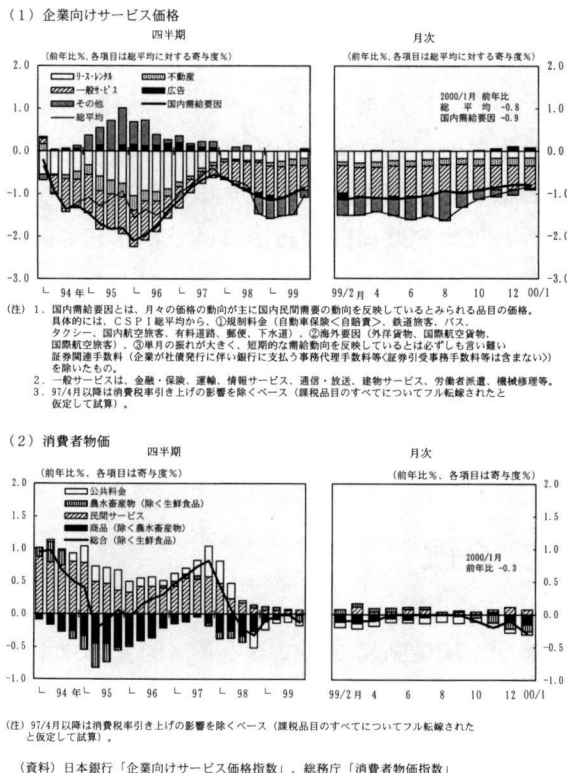 （１）企業向けサービス価格
四半期
月次
（前年比%, 各項目は総平均に対する寄与度%）
（前年比%, 各項目は総平均に対する寄与度%）
2.0
1.0
0.0
-1.0
-2.0
-3.0
リース・レンタル
不動産
一般サービス
広告
その他
国内需給要因
総平均
2000/1月 前年比
総 平 均 -0.8
国内需給要因 -0.9
2.0
1.0
0.0
-1.0
-2.0
-3.0
94 年
95
96
97
98
99
99/2月 4 6 8 10 12 00/1
（注）１．国内需給要因とは、月々の価格の動向が主に国内民間需要の動向を反映しているとみられる品目の価格。
具体的には、ＣＳＰＩ総平均から、①規制料金（自動車保険＜自賠責＞、鉄道旅客、バス、
タクシー、国内航空旅客、有料道路、郵便、下水道）、②海外要因（外洋貨物、国際航空貨物、
国際航空旅客）、③単月の振れが大きく、短期的な需給動向を反映しているとは必ずしも言い難い
証券関連手数料（企業が社債発行に伴い銀行に支払う事務代理手数料等＜証券引受事務手数料等は含まない＞）
を除いたもの。
２．一般サービスは、金融・保険、運輸、情報サービス、通信・放送、建物サービス、労働者派遣、機械修理等。
３．97/4月以降は消費税率引き上げの影響を除くベース（課税品目のすべてについてフル転嫁されたと
仮定して試算）。
（２）消費者物価
四半期
月次
（前年比%、各項目は寄与度%）
（前年比%、各項目は寄与度%）
2.0
1.5
1.0
0.5
0.0
-0.5
-1.0
公共料金
農水畜産物（除く生鮮食品）
民間サービス
商品（除く農水畜産物）
総合（除く生鮮食品）
2000/1月
前年比 -0.3
2.0
1.5
1.0
0.5
0.0
-0.5
-1.0
94 年
95
96
97
98
99
99/2月 4 6 8 10 12 00/1
（注）97/4月以降は消費税率引き上げの影響を除くベース（課税品目のすべてについてフル転嫁された
と仮定して試算）。
（資料）日本銀行「企業向けサービス価格指数」、総務庁「消費者物価指数」